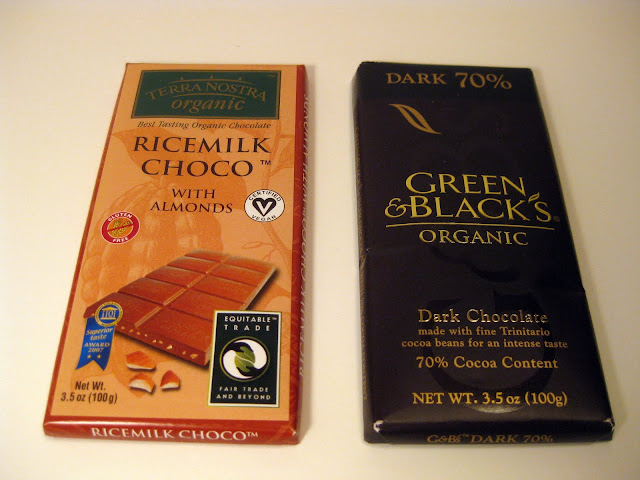 TERRA NOSTRA
organic
Best Tasting Organic Chocolate
RICEMILK
CHOCO™
WITH
ALMONDS
CERTIFIED
V
VEGAN
GLUTEN
FREE
Superior
taste
AWARD
2007
EQUITABLE™
TRADE
FAIR TRADE
AND BEYOND
Net Wt.
3.5 oz (100g)
RICEMILK CHOCO™
DARK 70%
GREEN
&BLACK'S®
ORGANIC
Dark Chocolate
made with fine Trinitario
cocoa beans for an intense taste
70% Cocoa Content
NET WT. 3.5 oz (100g)
G&B's™ DARK 70%